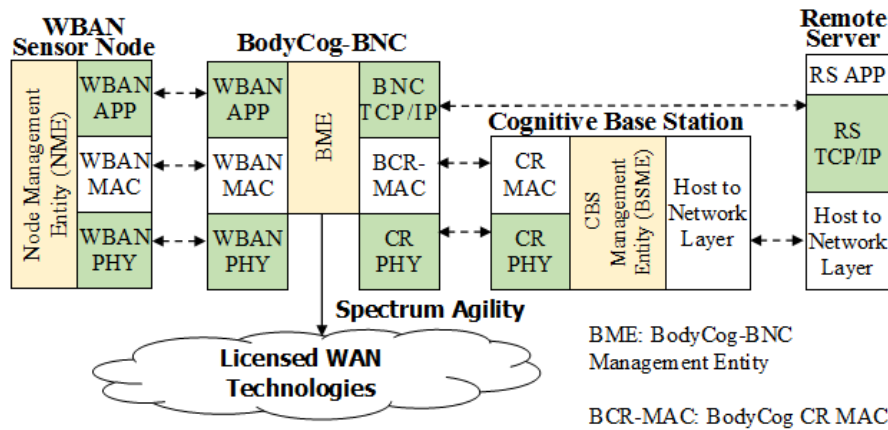 WBAN
Sensor Node
Node Management
Entity (NME)
WBAN
APP
WBAN
MAC
WBAN
PHY
BodyCog-BNC
WBAN
APP
WBAN
MAC
WBAN
PHY
BME
BNC
TCP/IP
BCR-
MAC
CR
PHY
Cognitive Base Station
CR
MAC
CR
PHY
CBS
Management
Entity (BSME)
Host to
Network
Layer
Remote
Server
RS APP
RS
TCP/IP
Host to
Network
Layer
Spectrum Agility
Licensed WAN
Technologies
BME: BodyCog-BNC
Management Entity
BCR-MAC: BodyCog CR MAC